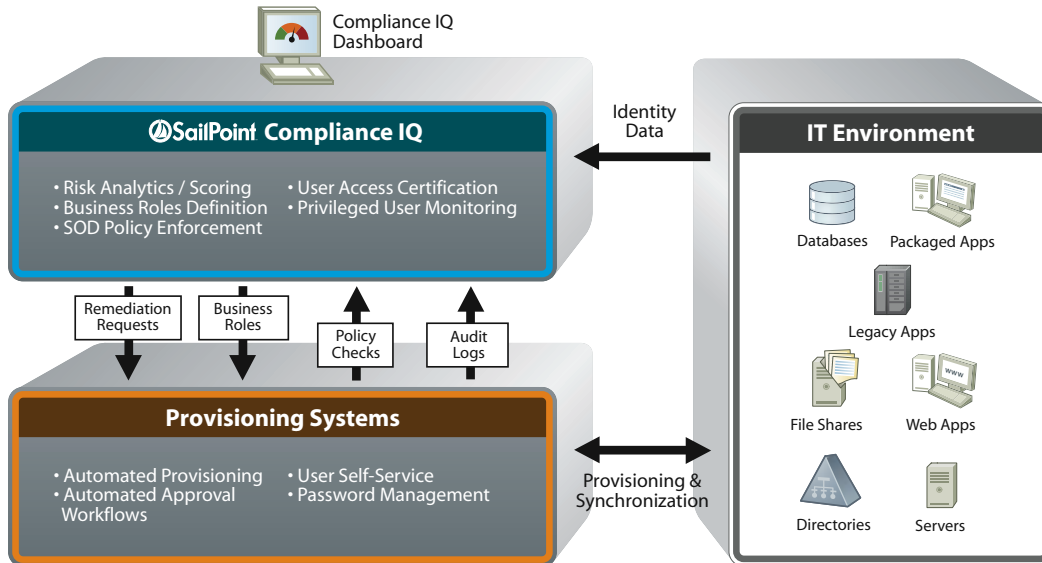 Compliance IQ
Dashboard
SailPoint Compliance IQ
• Risk Analytics / Scoring
• Business Roles Definition
• SOD Policy Enforcement
• User Access Certification
• Privileged User Monitoring
Identity
Data
IT Environment
Databases
Packaged Apps
Legacy Apps
File Shares
WWW
Web Apps
Directories
Servers
Remediation
Requests
Business
Roles
Policy
Checks
Audit
Logs
Provisioning Systems
• Automated Provisioning
• Automated Approval
Workflows
• User Self-Service
• Password Management
Provisioning &
Synchronization